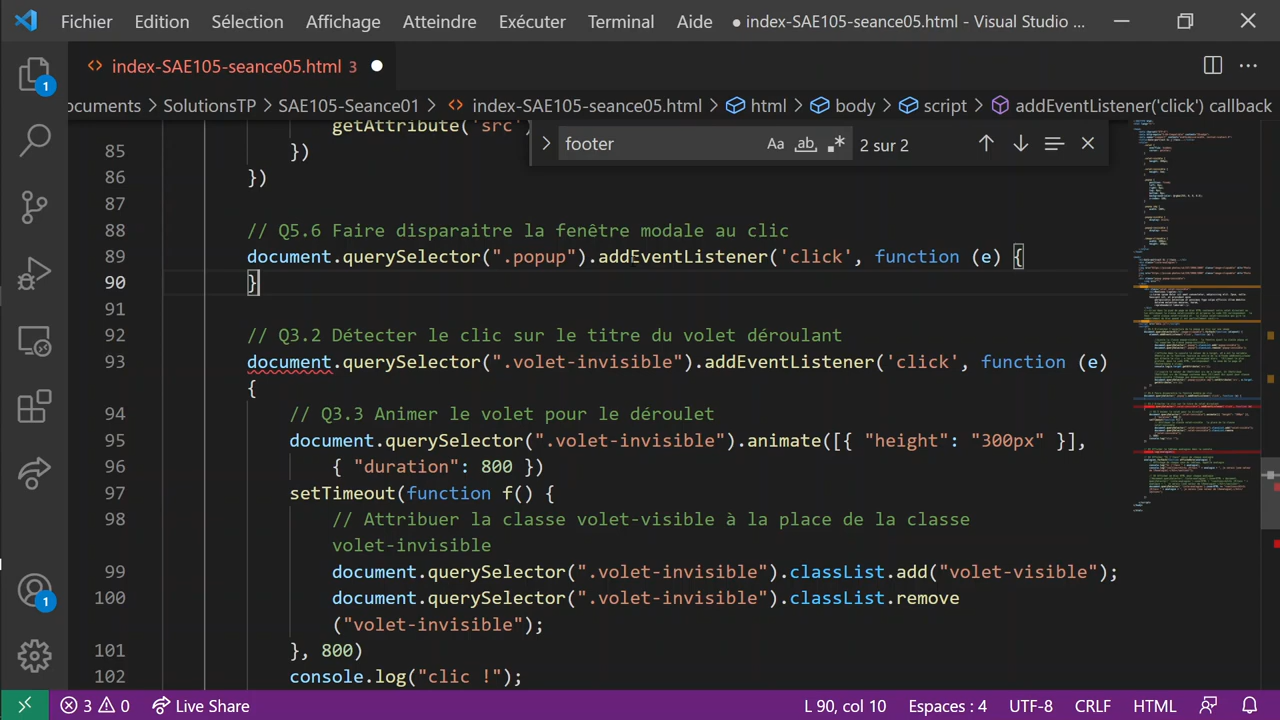 Fichier Edition Sélection Affichage Atteindre Exécuter Terminal Aide ● index-SAE105-seance05.html - Visual Studio ...
index-SAE105-seance05.html 3
ocuments > SolutionsTP > SAE105-Seance01 > index-SAE105-seance05.html > html > body > script > addEventListener('click') callback
getAttribute('src')
footer Aa ab 2 sur 2
85 })
86 })
87
88 // Q5.6 Faire disparaitre la fenêtre modale au clic
89 document.querySelector(".popup").addEventListener('click', function (e) {
90 }
91
92 // Q3.2 Détecter le clic sur le titre du volet déroulant
93 document.querySelector(" .volet-invisible").addEventListener('click', function (e)
{
94 // Q3.3 Animer le volet pour le déroulet
95 document.querySelector(".volet-invisible").animate([{ "height": "300px" }],
96 { "duration": 800 })
97 settimeout(function f() {
98 // Attribuer la classe volet-visible à la place de la classe
volet-invisible
99 document.querySelector(".volet-invisible").classList.add("volet-visible");
100 document.querySelector(".volet-invisible").classList.remove
("volet-invisible");
101 }, 800)
102 console.log("clic !");
1
1
3 0 Live Share L 90, col 10 Espaces : 4 UTF-8 CRLF HTML